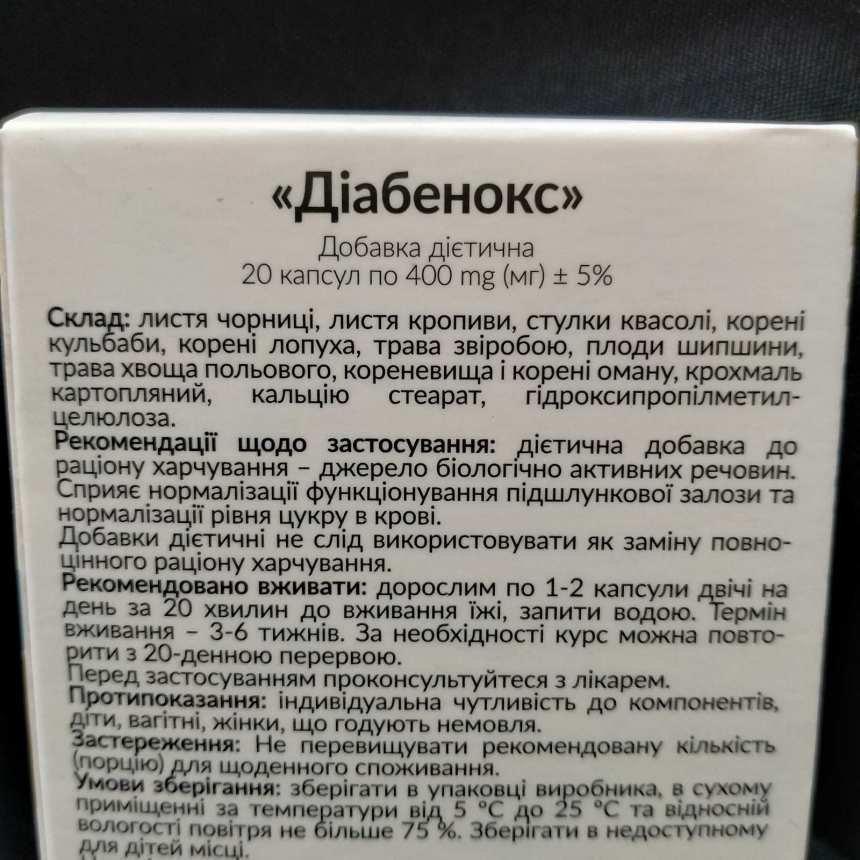 «Діабенокс»
Добавка дієтична
20 капсул по 400 mg (мг) ± 5%
Склад: листя чорниці, листя кропиви, стулки квасолі, корені
кульбаби, корені лопуха, трава звіробою, плоди шипшини,
трава хвоща польового, кореневища і корені оману, крохмаль
картопляний, кальцію стеарат, гідроксипропілметил-
целюлоза.
Рекомендації щодо застосування: дієтична добавка до
раціону харчування – джерело біологічно активних речовин.
Сприяє нормалізації функціонування підшлункової залози та
нормалізації рівня цукру в крові.
Добавки дієтичні не слід використовувати як заміну повно-
цінного раціону харчування.
Рекомендовано вживати: дорослим по 1-2 капсули двічі на
день за 20 хвилин до вживання їжі, запити водою. Термін
вживання – 3-6 тижнів. За необхідності курс можна повто-
рити з 20-денною перервою.
Перед застосуванням проконсультуйтеся з лікарем.
Протипоказання: індивідуальна чутливість до компонентів,
діти, вагітні, жінки, що годують немовля.
Застереження: Не перевищувати рекомендовану кількість
(порцію) для щоденного споживання.
Умови зберігання: зберігати в упаковці виробника, в сухому
приміщенні за температури від 5 °С до 25 °С та відносній
вологості повітря не більше 75 %. Зберігати в недоступному
для дітей місці.